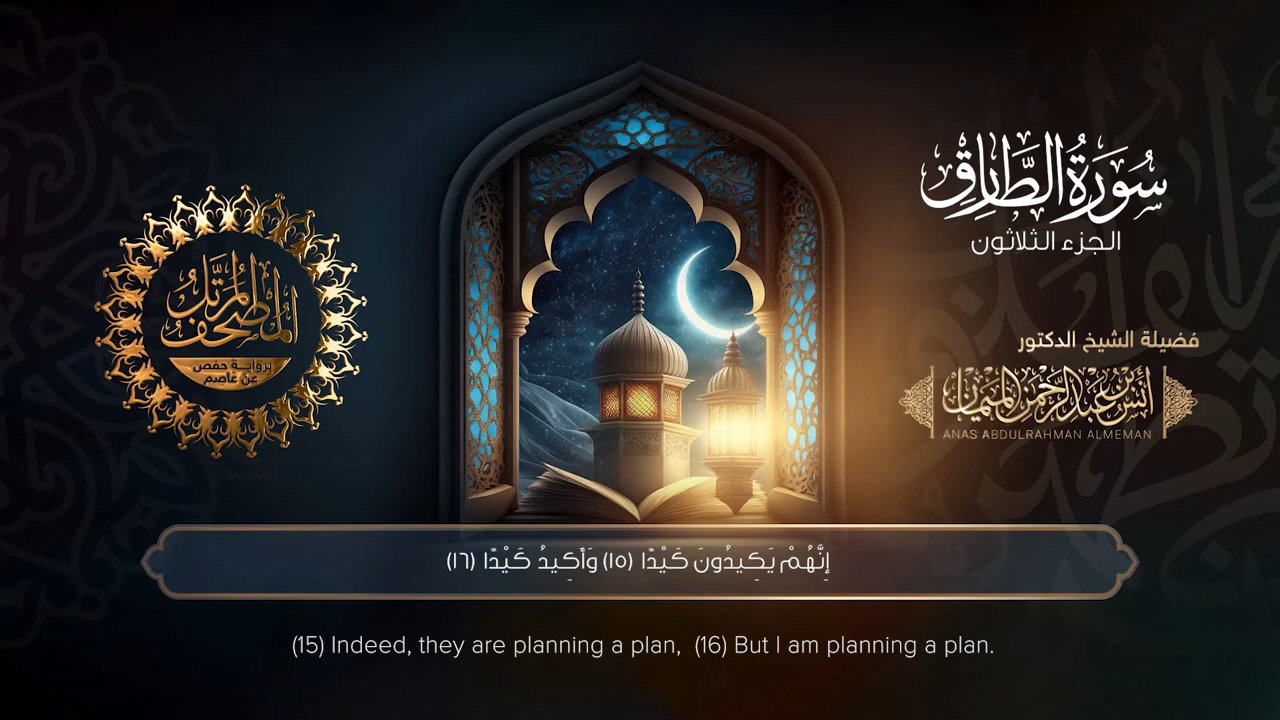 سُورَةُ الطَّارِق
الجزء الثلاثون
المصحف المرتل
برواية حفص
عن عاصم
فضيلة الشيخ الدكتور
أنس بن عبدالرحمن الميمان
ANAS ABDULRAHMAN ALMEMAN
إِنَّهُمْ يَكِيدُونَ كَيْدًا (١٥) وَأَكِيدُ كَيْدًا (١٦)
(15) Indeed, they are planning a plan, (16) But I am planning a plan.